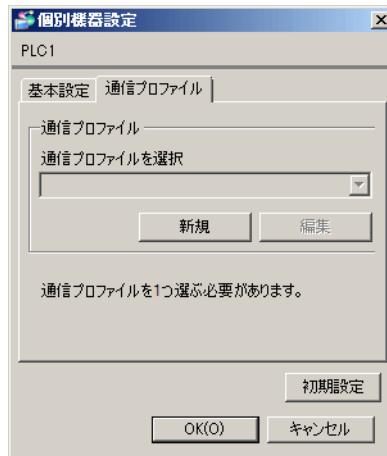 個別機器設定
PLC1
基本設定 通信プロファイル
通信プロファイル
通信プロファイルを選択
新規 編集
通信プロファイルを1つ選ぶ必要があります。
初期設定
OK(O) キャンセル